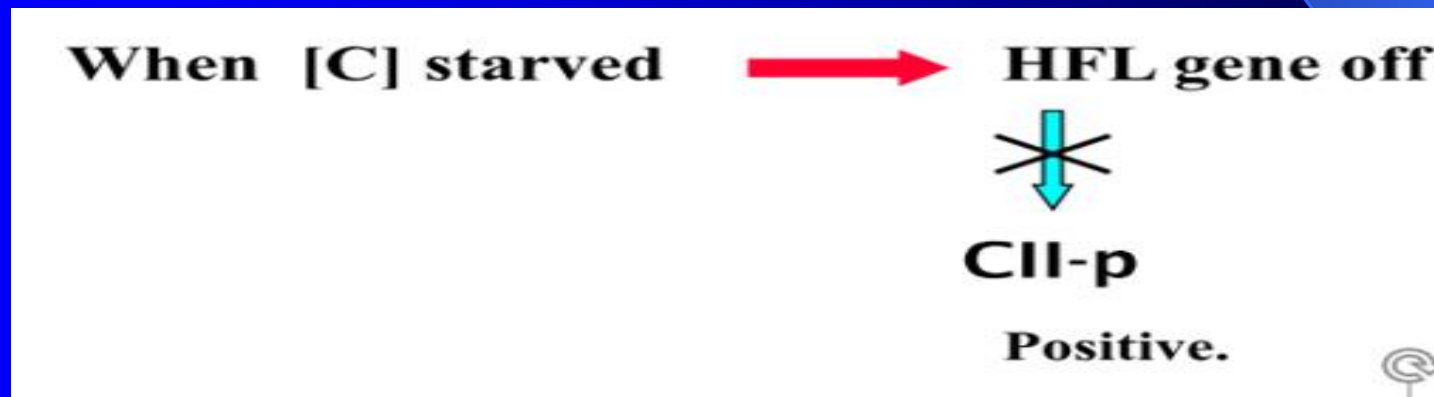 When [C] starved HFL gene off
CII-p
Positive.